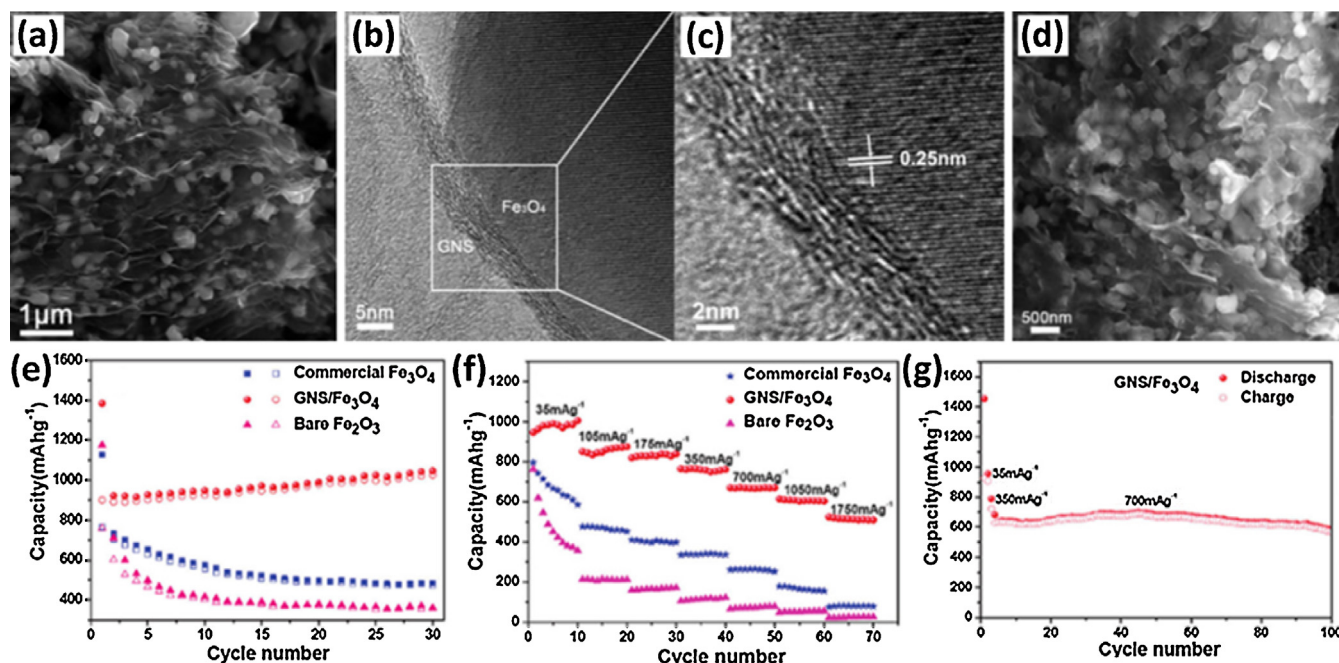 (a)
1μm
(b)
Fe₃O₄
GNS
5nm
(c)
0.25nm
2nm
(d)
500nm
(e)
Capacity(mAhg⁻¹)
1600
1400
1200
1000
800
600
400
Commercial Fe₃O₄
GNS/Fe₃O₄
Bare Fe₂O₃
0 5 10 15 20 25 30
Cycle number
(f)
Capacity(mAhg⁻¹)
1200
1000
800
600
400
200
0
Commercial Fe₃O₄
GNS/Fe₃O₄
Bare Fe₂O₃
35mAg⁻¹
105mAg⁻¹
175mAg⁻¹
350mAg⁻¹
700mAg⁻¹
1050mAg⁻¹
1750mAg⁻¹
0 10 20 30 40 50 60 70
Cycle number
(g)
Capacity(mAhg⁻¹)
1600
1400
1200
1000
800
600
400
200
0
GNS/Fe₃O₄
Discharge
Charge
35mAg⁻¹
350mAg⁻¹
700mAg⁻¹
0 20 40 60 80 100
Cycle number